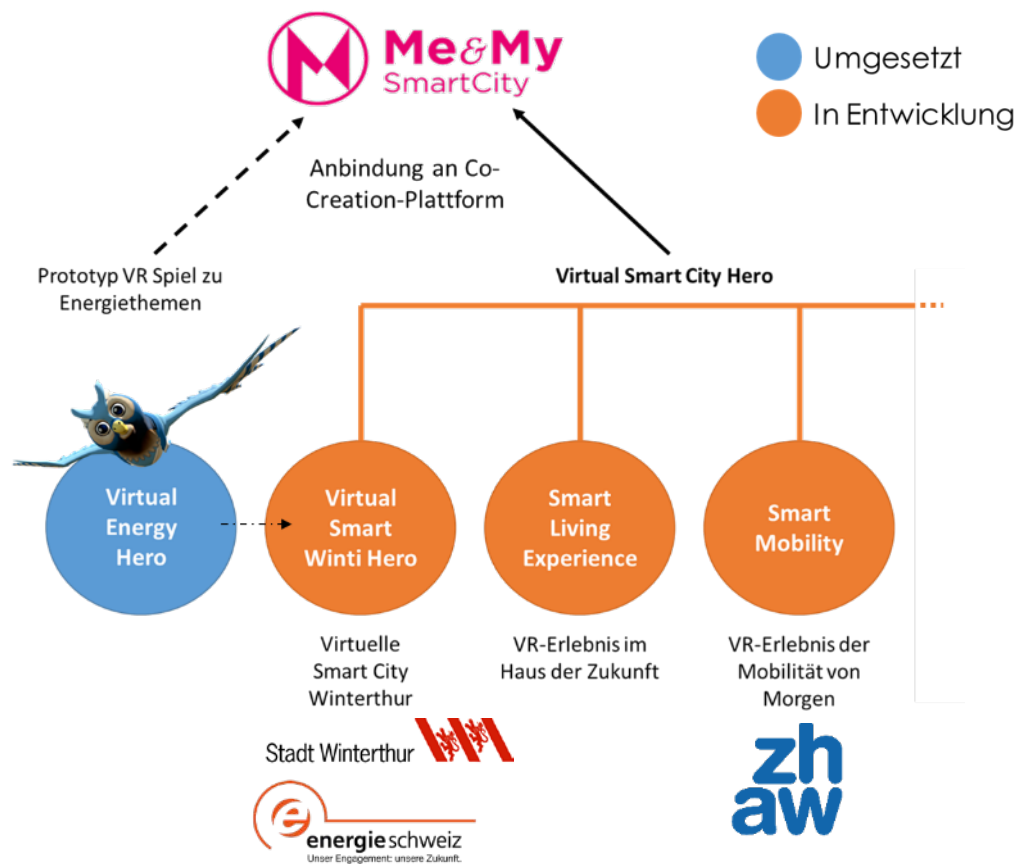 Me&My
SmartCity
Umgesetzt
In Entwicklung
Anbindung an Co-
Creation-Plattform
Prototyp VR Spiel zu
Energiethemen
Virtual Smart City Hero
Virtual
Energy
Hero
Virtual
Smart
Winti Hero
Smart
Living
Experience
Smart
Mobility
Virtuelle
Smart City
Winterthur
VR-Erlebnis im
Haus der Zukunft
VR-Erlebnis der
Mobilität von
Morgen
Stadt Winterthur
zh
aw
e
energieschweiz
Unser Engagement: unsere Zukunft.